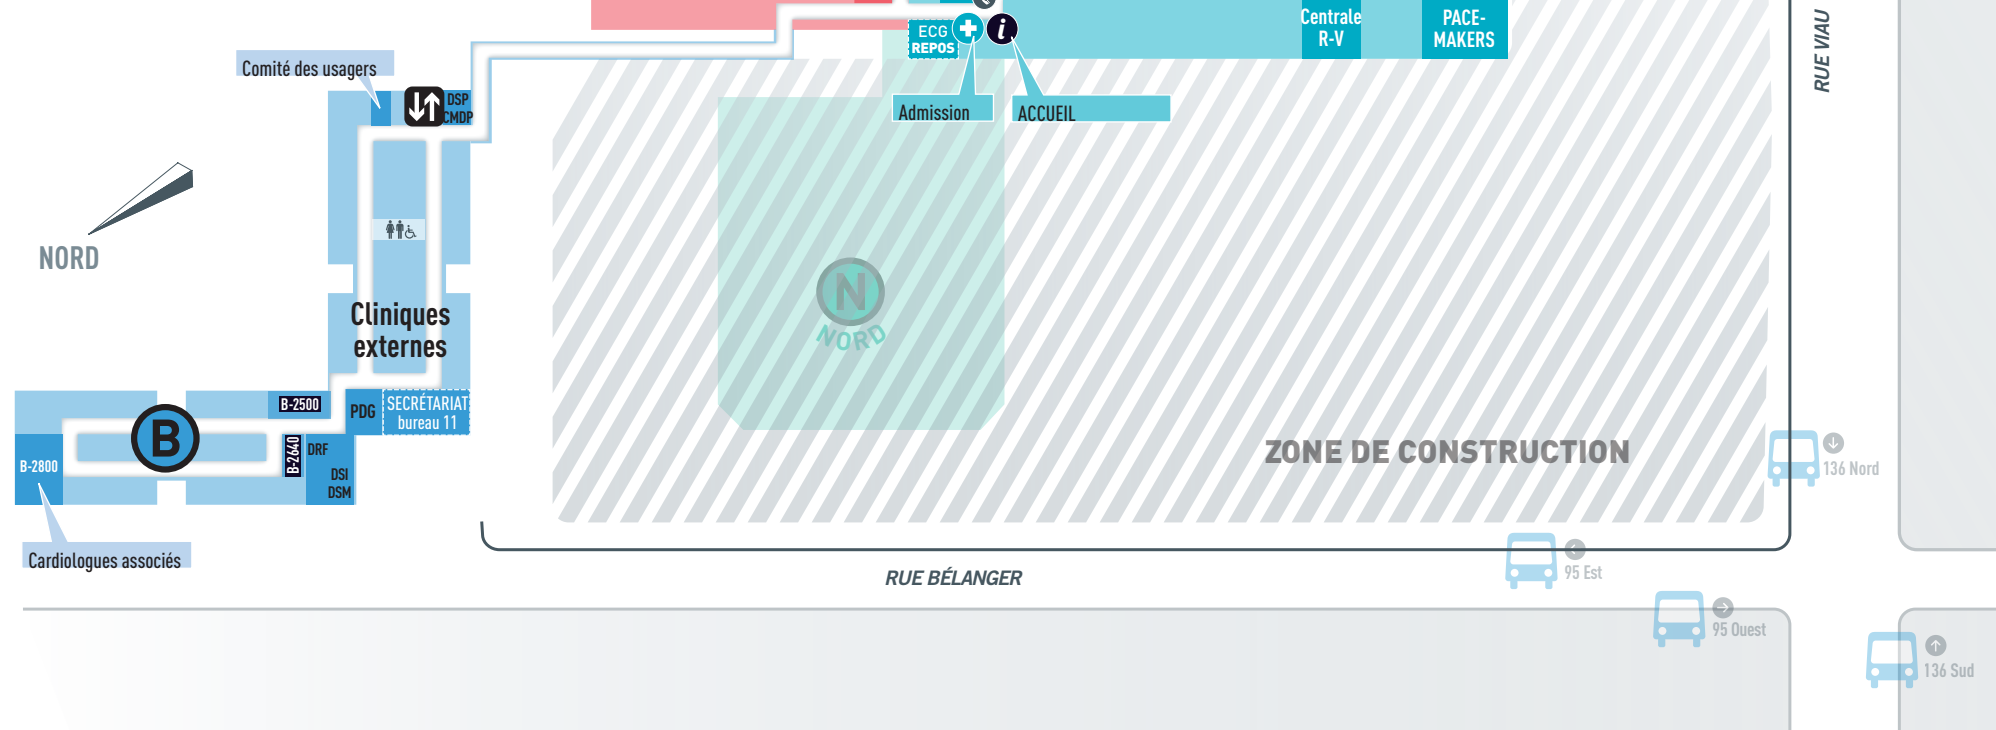 Centrale
R-V
PACE-
MAKERS
RUE VIAU
ECG
REPOS
i
Comité des usagers
DSP
CMDP
Admission
ACCUEIL
NORD
N
NORD
Cliniques
externes
B-2500
PDG
SECRÉTARIAT
bureau 11
B
B-2640
DRF
B-2800
DSI
DSM
ZONE DE CONSTRUCTION
136 Nord
Cardiologues associés
RUE BÉLANGER
95 Est
95 Ouest
136 Sud